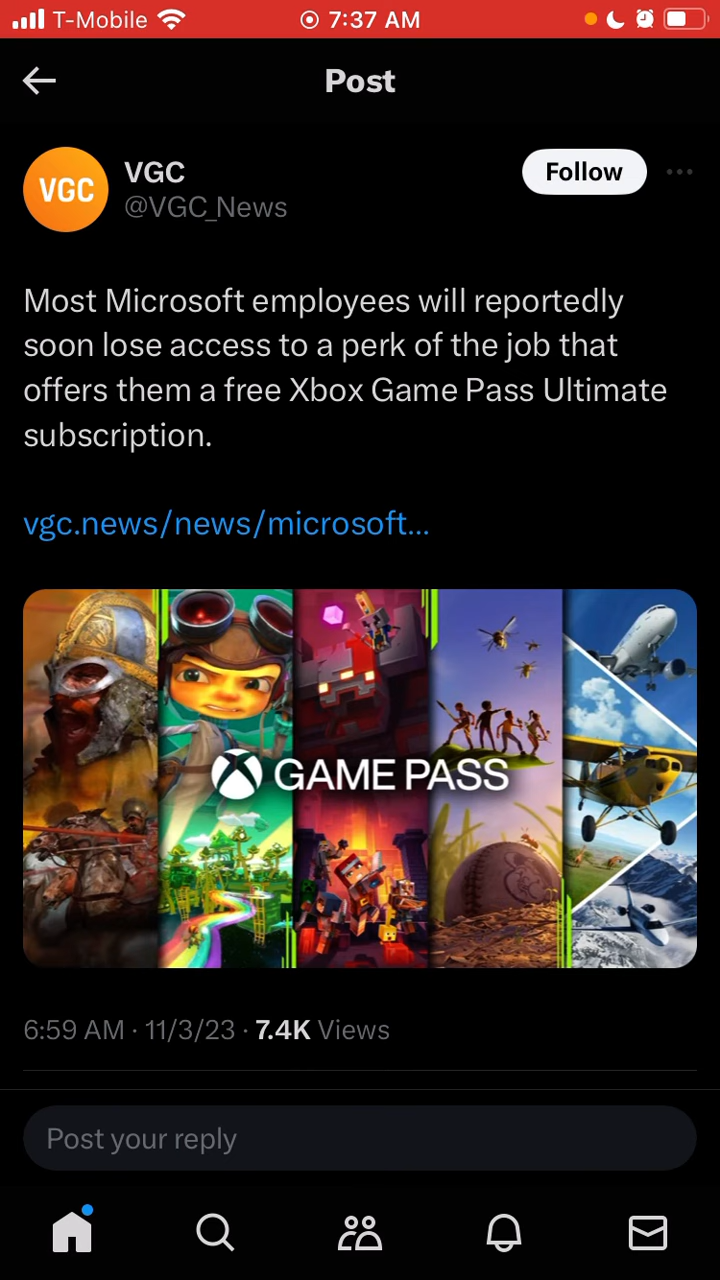 T-Mobile 7:37 AM
Post
VGC
VGC
@VGC_News
Follow
Most Microsoft employees will reportedly
soon lose access to a perk of the job that
offers them a free Xbox Game Pass Ultimate
subscription.
vgc.news/news/microsoft...
GAME PASS
6:59 AM · 11/3/23 · 7.4K Views
Post your reply